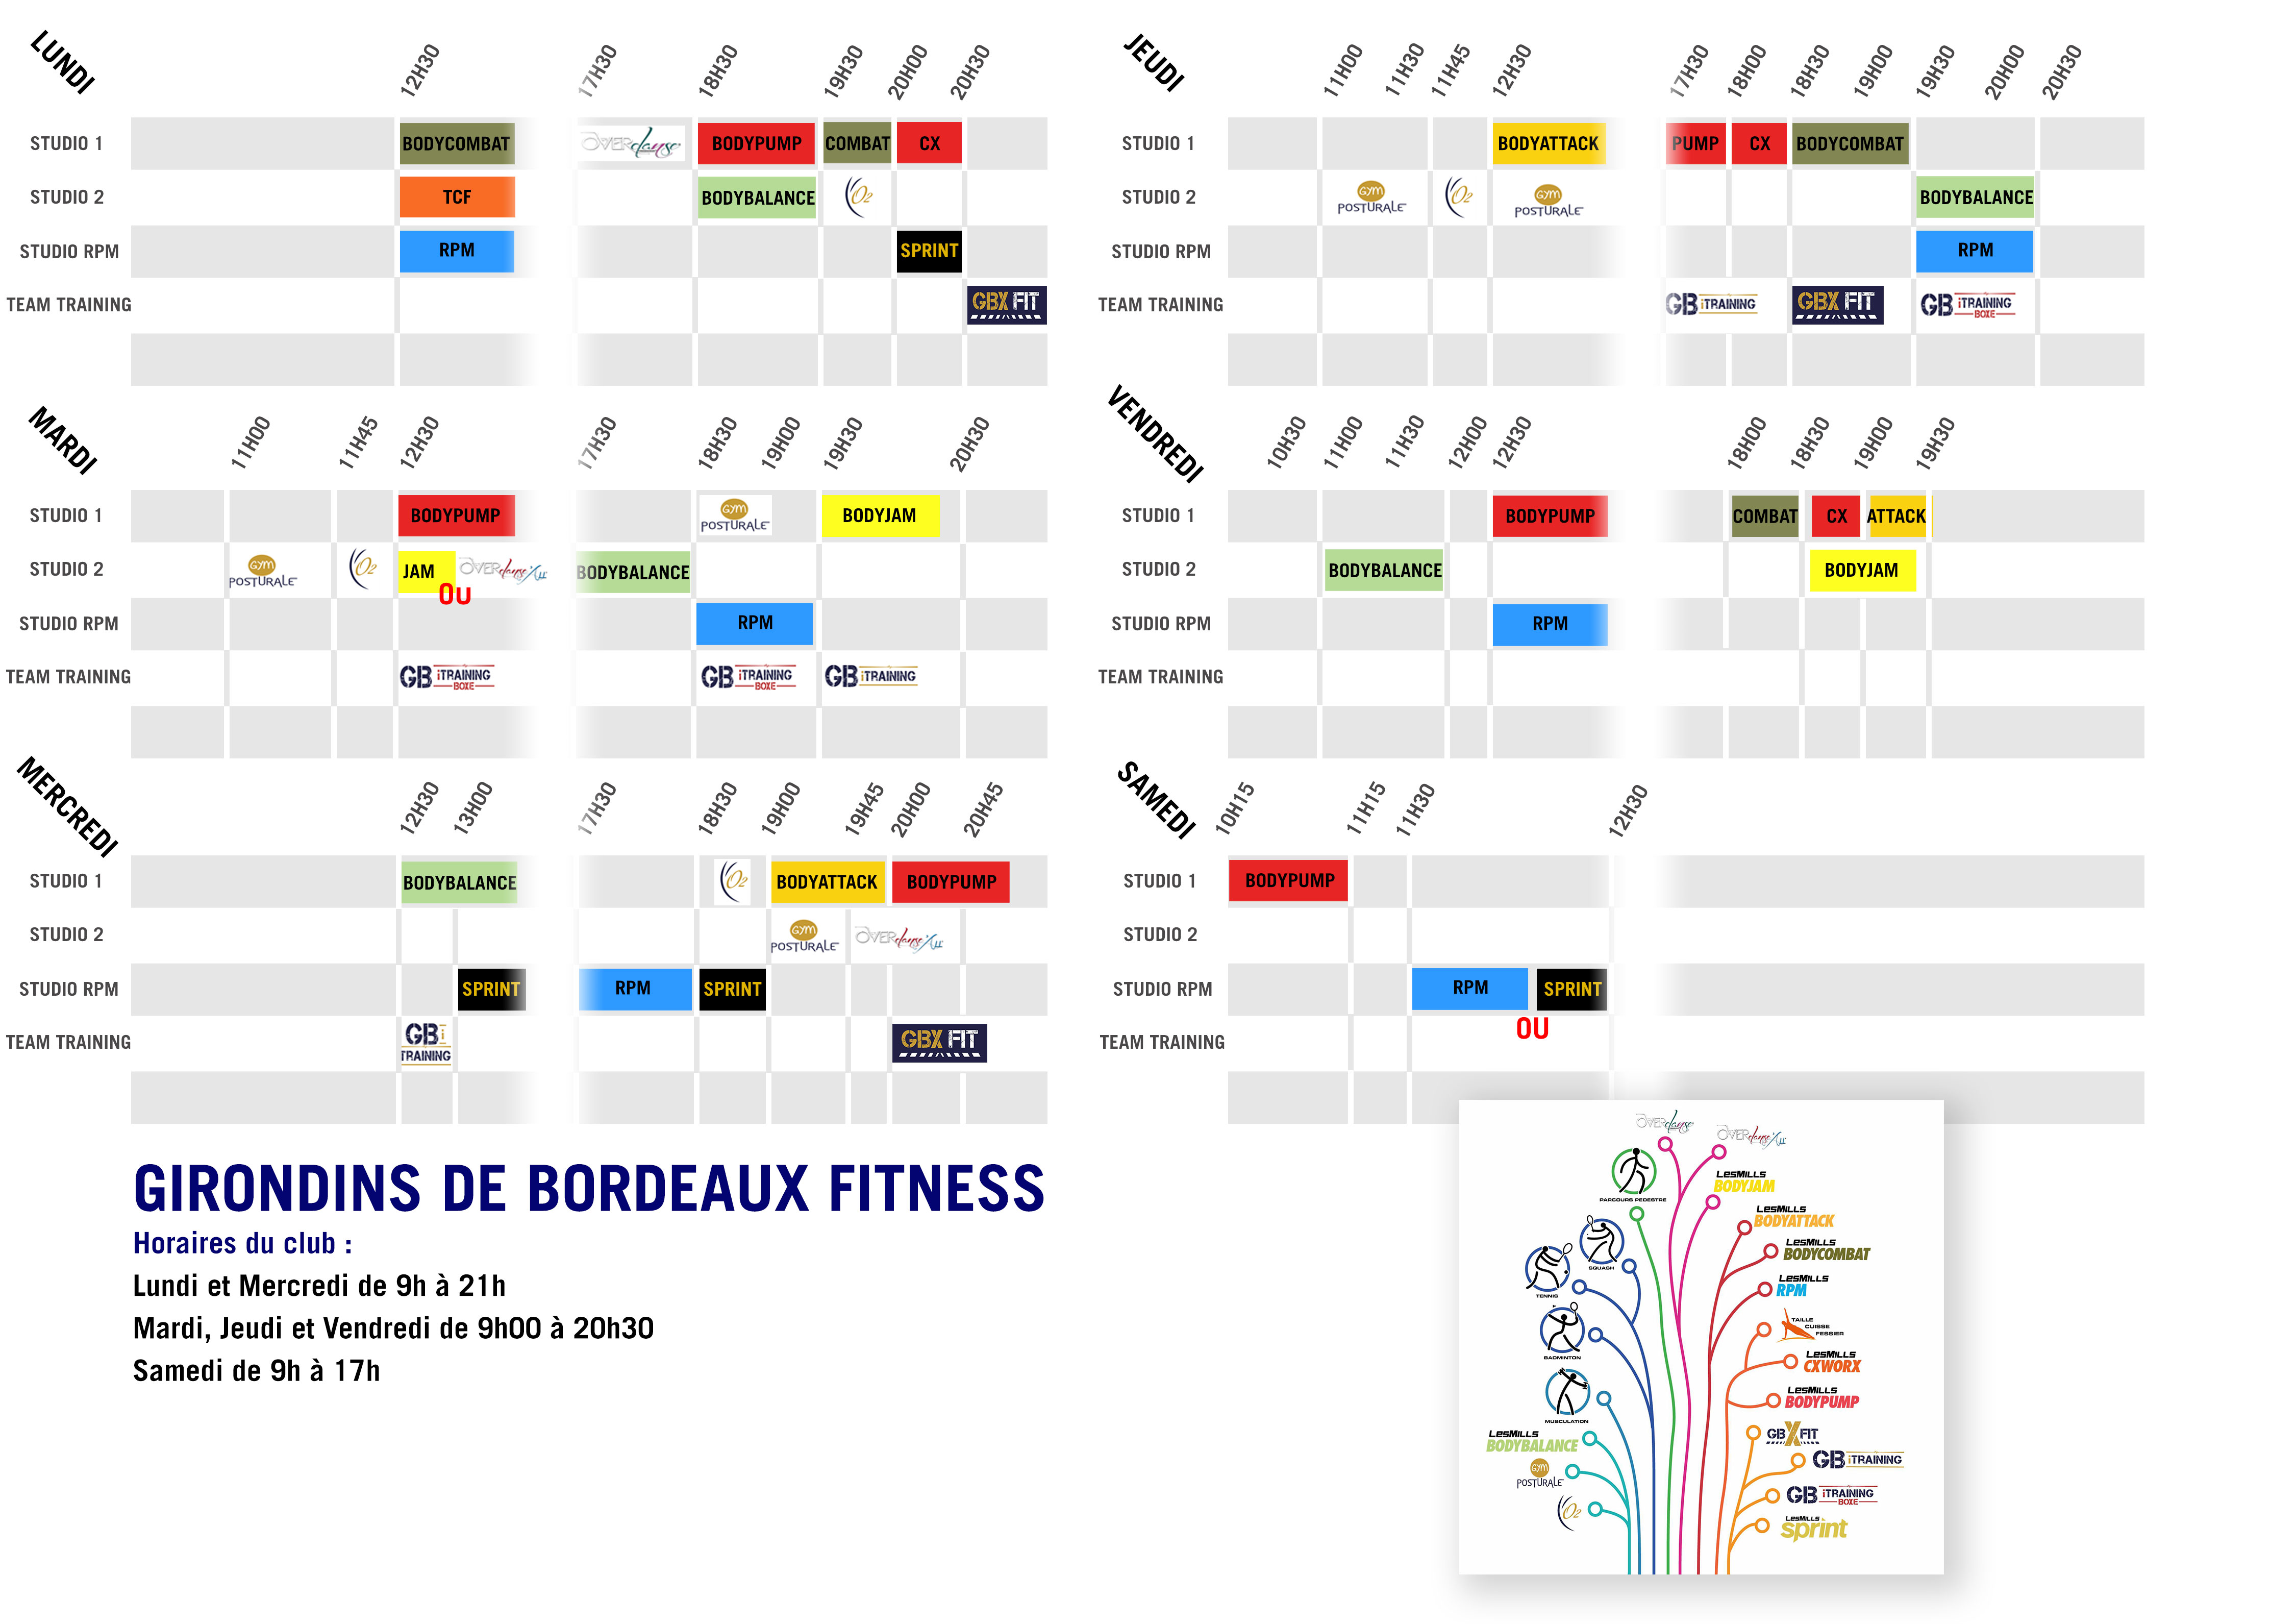 LUNDI
12H30 17H30 18H30 19H30 20H00 20H30
STUDIO 1 BODYCOMBAT OVERdanse BODYPUMP COMBAT CX
STUDIO 2 TCF BODYBALANCE O2
STUDIO RPM RPM SPRINT
TEAM TRAINING GBX FIT
MARDI
11H00 11H45 12H30 17H30 18H30 19H00 19H30 20H30
STUDIO 1 BODYPUMP GYM POSTURALE BODYJAM
STUDIO 2 GYM POSTURALE O2 JAM OU OVERdanse BODYBALANCE
STUDIO RPM RPM
TEAM TRAINING GB iTRAINING BOXE GB iTRAINING BOXE GB iTRAINING
MERCREDI
12H30 13H00 17H30 18H30 19H00 19H45 20H00 20H45
STUDIO 1 BODYBALANCE O2 BODYATTACK BODYPUMP
STUDIO 2 GYM POSTURALE OVERdanse
STUDIO RPM SPRINT RPM SPRINT
TEAM TRAINING GB iTRAINING GBX FIT
JEUDI
11H00 11H30 11H45 12H30 17H30 18H00 18H30 19H00 19H30 20H00 20H30
STUDIO 1 BODYATTACK PUMP CX BODYCOMBAT
STUDIO 2 GYM POSTURALE O2 GYM POSTURALE BODYBALANCE
STUDIO RPM RPM
TEAM TRAINING GB iTRAINING GBX FIT GB iTRAINING BOXE
VENDREDI
10H30 11H00 11H30 12H00 12H30 18H00 18H30 19H00 19H30
STUDIO 1 BODYPUMP COMBAT CX ATTACK
STUDIO 2 BODYBALANCE BODYJAM
STUDIO RPM RPM
TEAM TRAINING
SAMEDI
10H15 11H15 11H30 12H30
STUDIO 1 BODYPUMP
STUDIO 2
STUDIO RPM RPM SPRINT
OU
TEAM TRAINING
GIRONDINS DE BORDEAUX FITNESS
Horaires du club :
Lundi et Mercredi de 9h à 21h
Mardi, Jeudi et Vendredi de 9h00 à 20h30
Samedi de 9h à 17h
OVERdanse
OVERdanse
PARCOURS PEDESTRE
LESMILLS
BODYJAM
LESMILLS
BODYATTACK
SQUASH
LESMILLS
BODYCOMBAT
TENNIS
LESMILLS
RPM
TAILLE
CUISSE
FESSIER
BADMINTON
LESMILLS
CXWORX
LESMILLS
BODYPUMP
MUSCULATION
LESMILLS
BODYBALANCE
GBXFIT
GB iTRAINING
GYM
POSTURALE
GB iTRAINING
BOXE
O2
LESMILLS
sprint